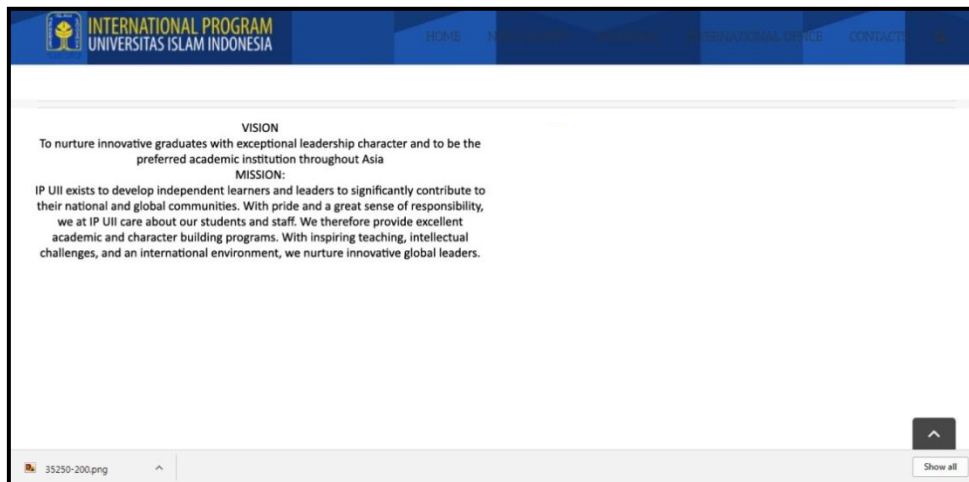 INTERNATIONAL PROGRAM
UNIVERSITAS ISLAM INDONESIA
HOME
INTERNATIONAL OFFICE
CONTACTS
VISION
To nurture innovative graduates with exceptional leadership character and to be the
preferred academic institution throughout Asia
MISSION:
IP UII exists to develop independent learners and leaders to significantly contribute to
their national and global communities. With pride and a great sense of responsibility,
we at IP UII care about our students and staff. We therefore provide excellent
academic and character building programs. With inspiring teaching, intellectual
challenges, and an international environment, we nurture innovative global leaders.
35250-200.png
Show all